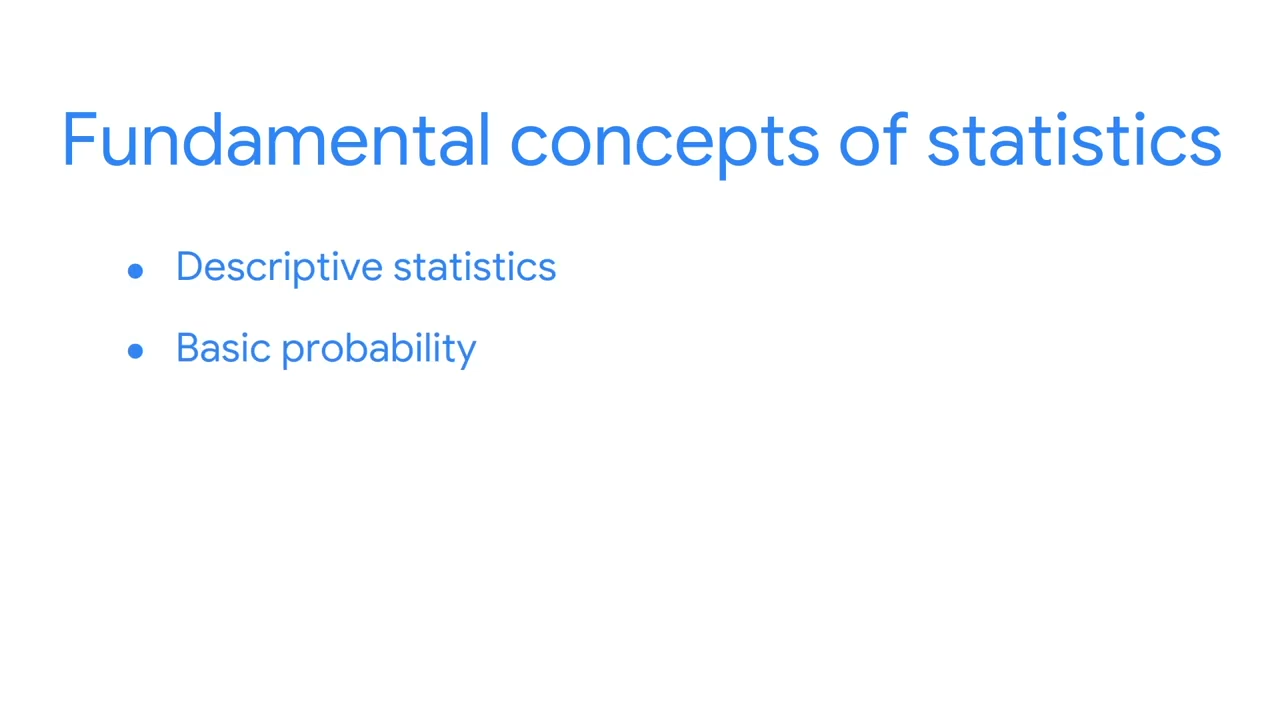 Fundamental concepts of statistics
● Descriptive statistics
● Basic probability